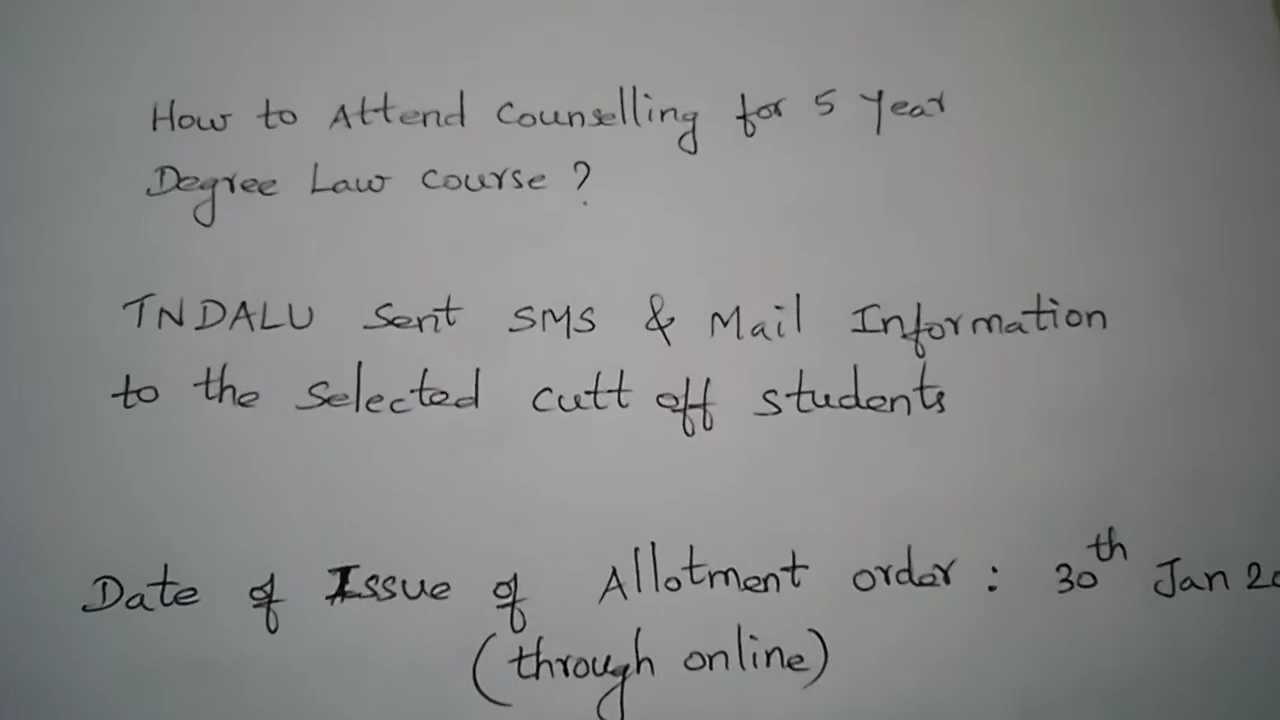 How to Attend Counselling for 5 Year
Degree Law course ?
TNDALU sent SMS & Mail Information
to the selected cutt off students
Date of Issue of Allotment order : 30th Jan 20
(through online)